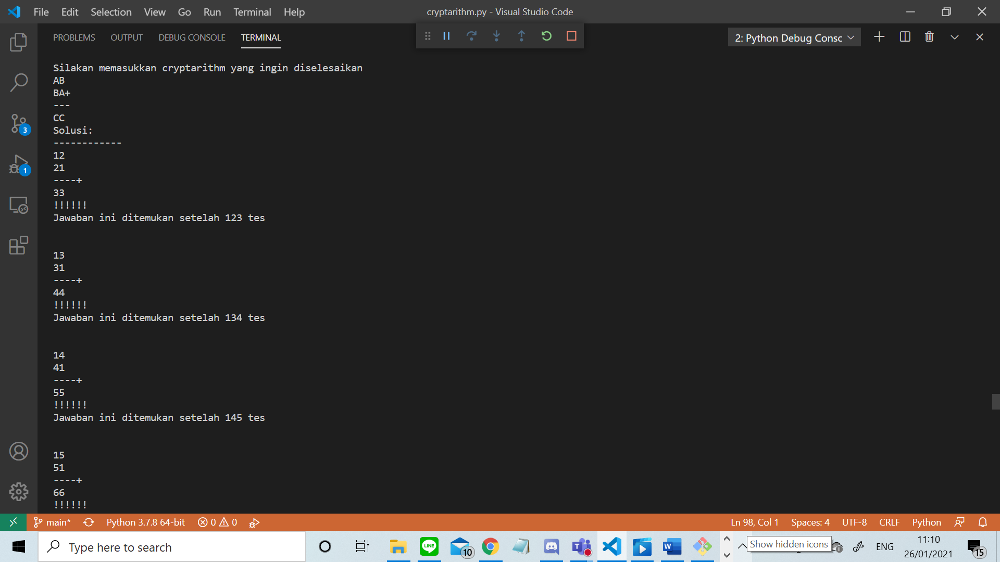 File Edit Selection View Go Run Terminal Help
cryptarithm.py - Visual Studio Code
PROBLEMS OUTPUT DEBUG CONSOLE TERMINAL
2: Python Debug Consc
Silakan memasukkan cryptarithm yang ingin diselesaikan
AB
BA+
---
CC
Solusi:
------------
12
21
----+
33
!!!!!!
Jawaban ini ditemukan setelah 123 tes
13
31
----+
44
!!!!!!
Jawaban ini ditemukan setelah 134 tes
14
41
----+
55
!!!!!!
Jawaban ini ditemukan setelah 145 tes
15
51
----+
66
!!!!!!
3
1
main* Python 3.7.8 64-bit 0 0
Ln 98, Col 1 Spaces: 4 UTF-8 CRLF Python
Type here to search
LINE
10
T
W
Show hidden icons
ENG
11:10
26/01/2021
15